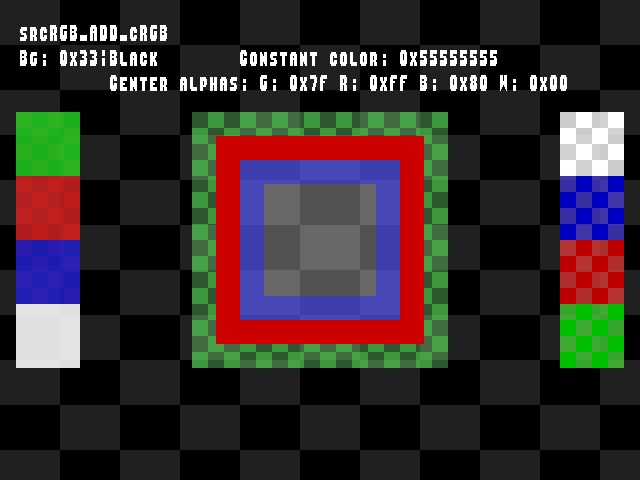 srcRGB_ADD_cRGB
Bg: 0x33¦Black Constant color: 0x55555555
Center alphas: G: 0x7f R: 0xff B: 0x80 W: 0x00